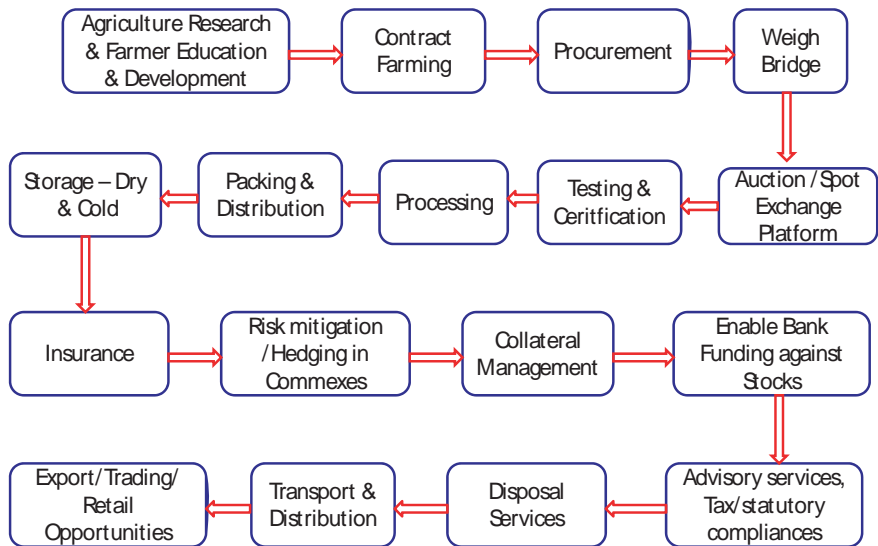 Agriculture Research
& Farmer Education
& Development
Contract
Farming
Procurement
Weigh
Bridge
Storage – Dry
& Cold
Packing &
Distribution
Processing
Testing &
Ceritfication
Auction / Spot
Exchange
Platform
Insurance
Risk mitigation
/ Hedging in
Commexes
Collateral
Management
Enable Bank
Funding against
Stocks
Export/ Trading/
Retail
Opportunities
Transport &
Distribution
Disposal
Services
Advisory services,
Tax/statutory
compliances